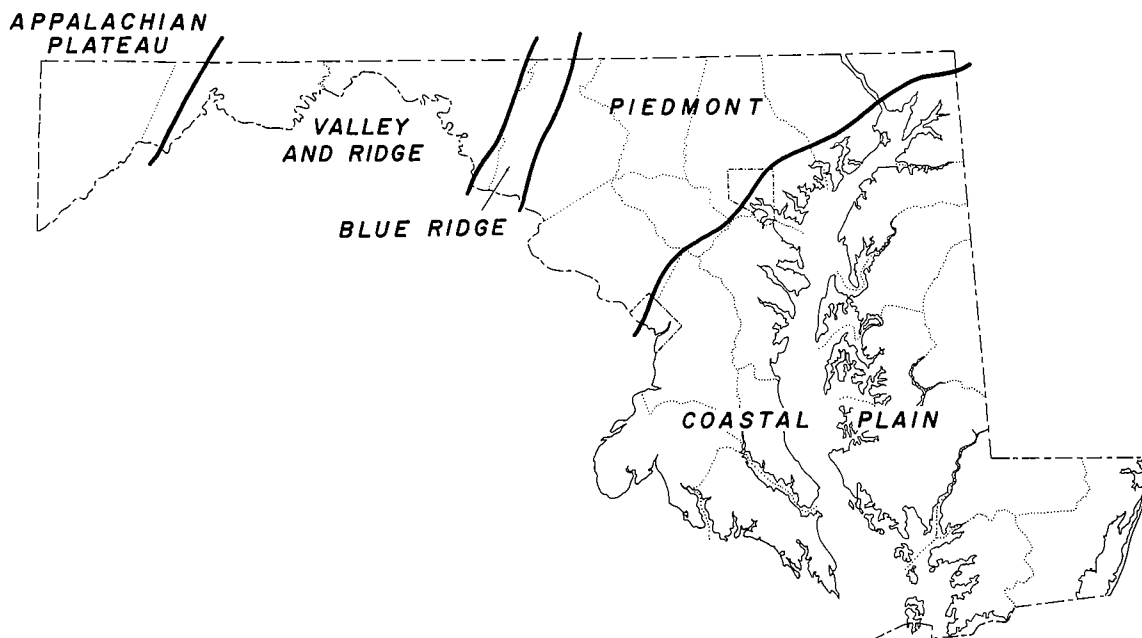 APPALACHIAN
PLATEAU
VALLEY
AND RIDGE
BLUE RIDGE
PIEDMONT
COASTAL PLAIN